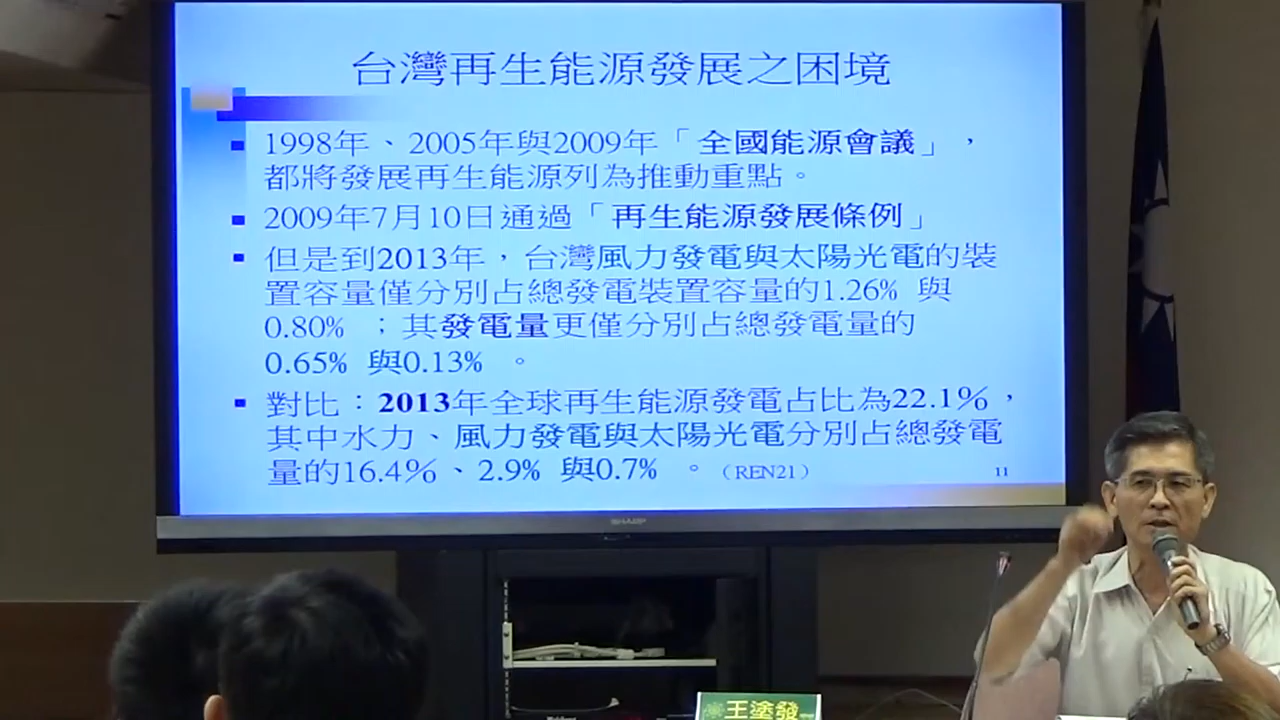 台灣再生能源發展之困境
1998年、2005年與2009年「全國能源會議」，
都將發展再生能源列為推動重點。
2009年7月10日通過「再生能源發展條例」
但是到2013年，台灣風力發電與太陽光電的裝
置容量僅分別占總發電裝置容量的1.26% 與
0.80% ；其發電量更僅分別占總發電量的
0.65% 與0.13% 。
對比：2013年全球再生能源發電占比為22.1%，
其中水力、風力發電與太陽光電分別占總發電
量的16.4%、2.9% 與0.7% 。（REN21）
11
SHARP
王塗發